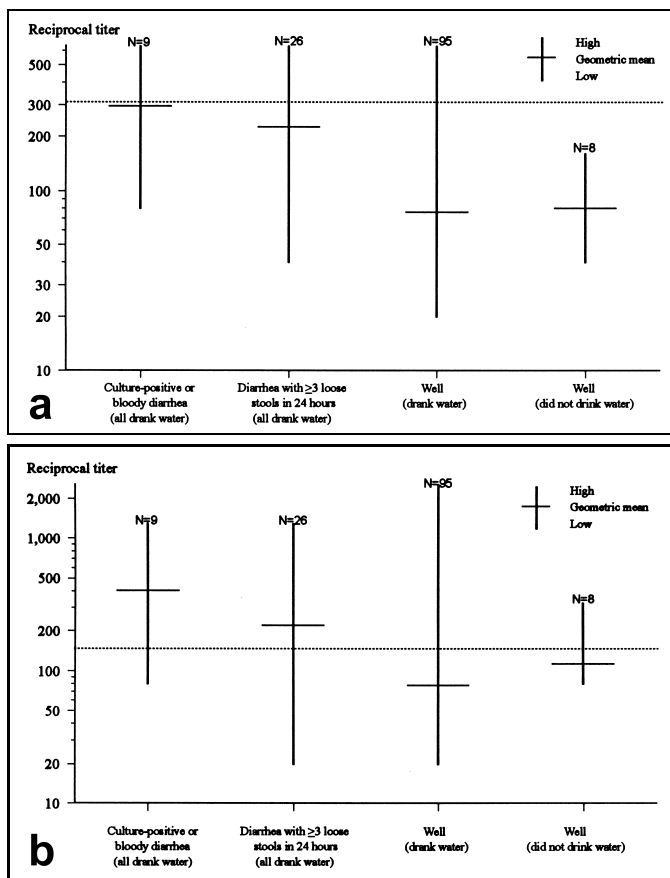 Reciprocal titer
N=9
N=26
N=95
High
Geometric mean
Low
500
300
200
N=8
100
50
30
20
10
Culture-positive or
bloody diarrhea
(all drank water)
Diarrhea with ≥3 loose
stools in 24 hours
(all drank water)
Well
(drank water)
Well
(did not drink water)
a
Reciprocal titer
N=95
High
Geometric mean
Low
2,000
N=9
N=26
1,000
500
N=8
200
100
50
20
10
Culture-positive or
bloody diarrhea
(all drank water)
Diarrhea with ≥3 loose
stools in 24 hours
(all drank water)
Well
(drank water)
Well
(did not drink water)
b